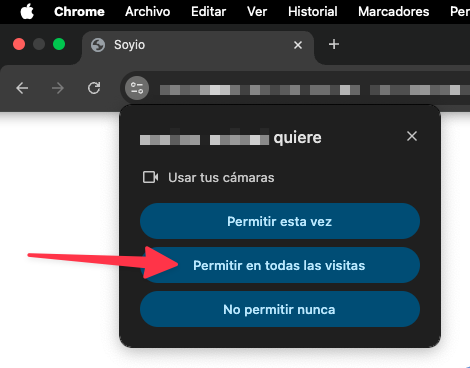 Chrome Archivo Editar Ver Historial Marcadores Per
Soyio
quiere
Usar tus cámaras
Permitir esta vez
Permitir en todas las visitas
No permitir nunca